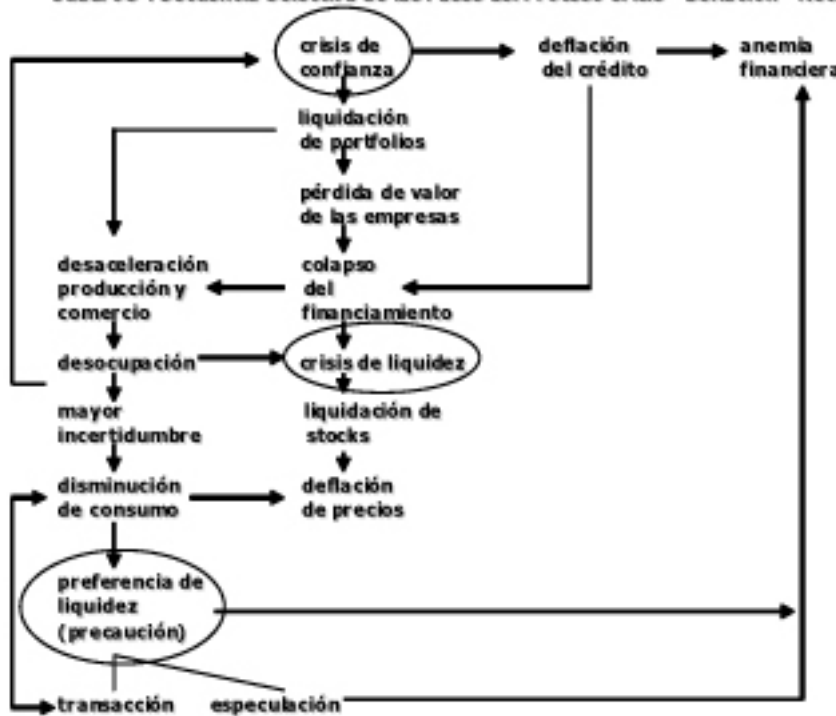 crisis de
confianza
deflación
del crédito
anemia
financiera
liquidación
de portfolios
pérdida de valor
de las empresas
desaceleración
producción y
comercio
colapso
del
financiamiento
desocupación
crisis de liquidez
mayor
incertidumbre
liquidación de
stocks
disminución
de consumo
deflación
de precios
preferencia de
liquidez
(precaución)
transacción
especulación